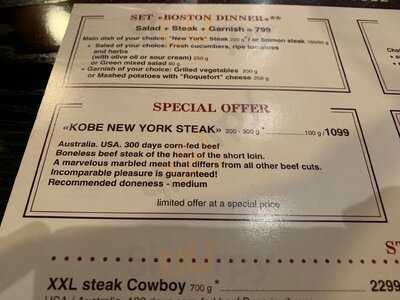 SET «BOSTON DINNER»**
Salad + Steak + Garnish = 799
Main dish of your choice: "New York" Steak 220 g*/ or Salmon steak
+ Salad of your choice: Fresh cucumbers, ripe tomatoes
and herbs
(with olive oil or sour cream) 250 g
or Green mixed salad 80 g
+ Garnish of your choice: Grilled vegetables 200 g
or Mashed potatoes with "Roquefort" cheese 200 g
SPECIAL OFFER
«KOBE NEW YORK STEAK» 200 - 300 g* 100 g/1099
Australia. USA. 300 days corn-fed beef
Boneless beef steak of the heart of the short loin.
A marvelous marbled meat that differs from all other beef cuts.
Incomparable pleasure is guaranteed!
Recommended doneness - medium
limited offer at a special price
XXL steak Cowboy 700 g* 2299